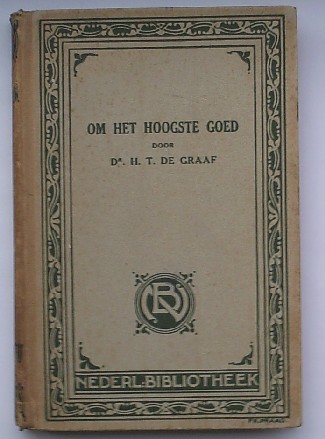 OM HET HOOGSTE GOED
DOOR
DR. H. T. DE GRAAF
NEDERL·BIBLIOTHEEK